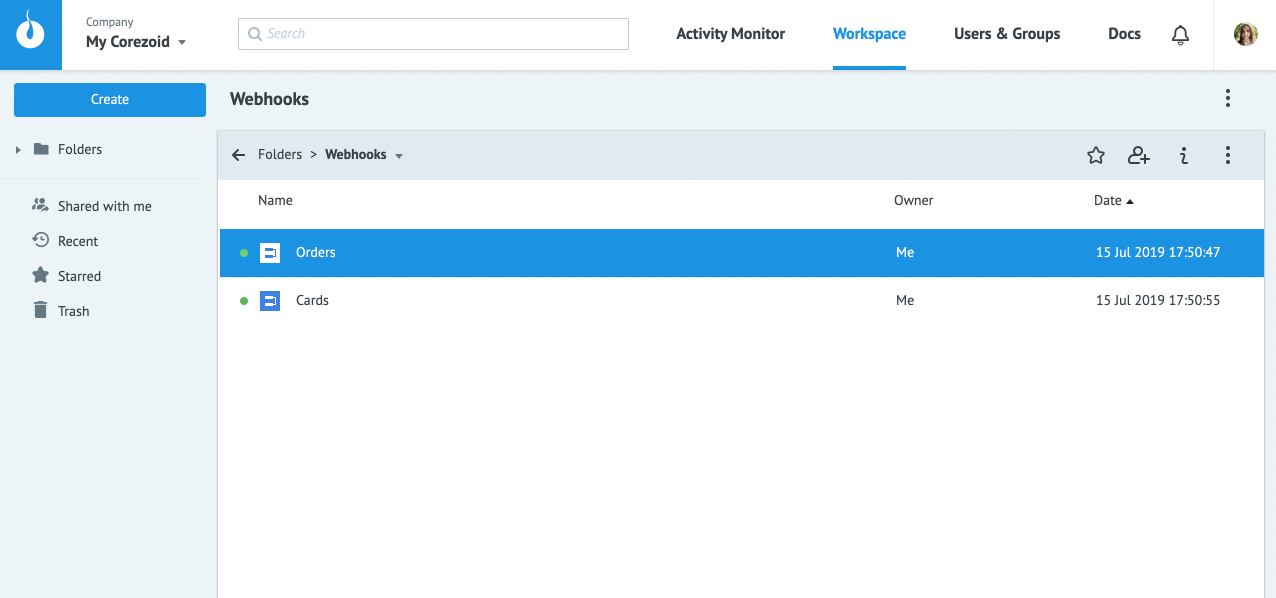 Company
My Corezoid
Search
Activity Monitor
Workspace
Users & Groups
Docs
Create
Webhooks
Folders
Folders > Webhooks
Shared with me
Recent
Starred
Trash
Name Owner Date
Orders Me 15 Jul 2019 17:50:47
Cards Me 15 Jul 2019 17:50:55